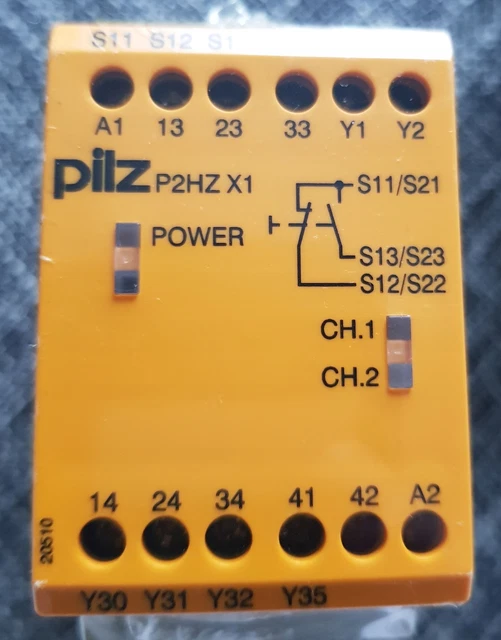 S11 S12 S1
A1 13 23 33 Y1 Y2
pilz P2HZ X1
S11/S21
POWER
S13/S23
S12/S22
CH.1
CH.2
14 24 34 41 42 A2
20510
Y30 Y31 Y32 Y35